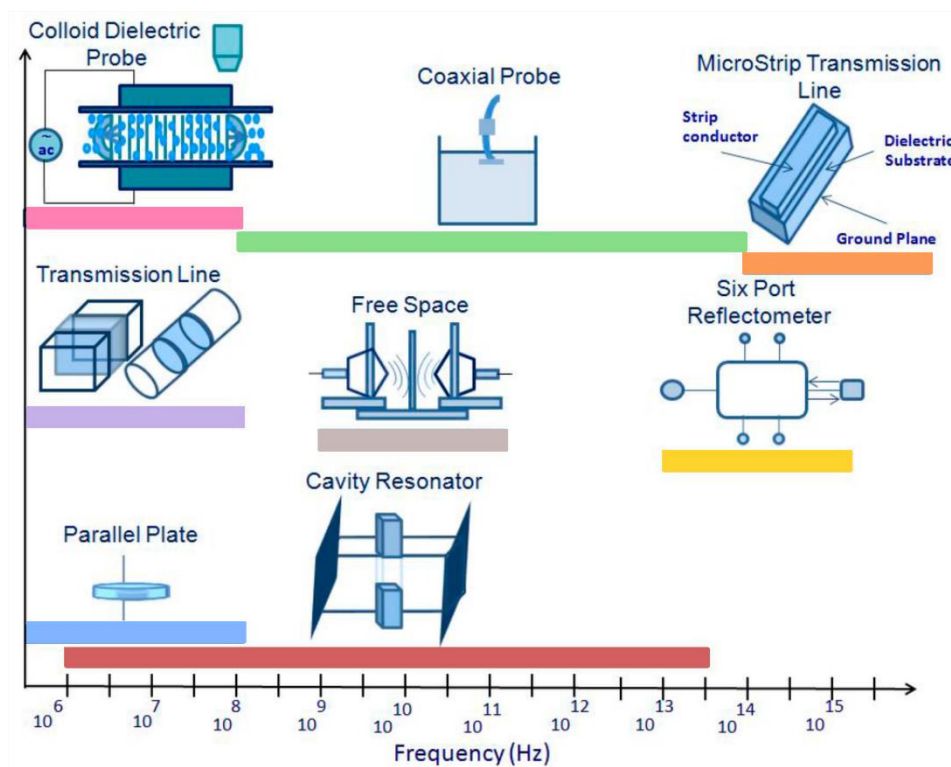 Colloid Dielectric
Probe
~
ac
Coaxial Probe
MicroStrip Transmission
Line
Strip
conductor
Dielectric
Substrate
Ground Plane
Transmission Line
Free Space
Six Port
Reflectometer
Cavity Resonator
Parallel Plate
10^6 10^7 10^8 10^9 10^10 10^11 10^12 10^13 10^14 10^15
Frequency (Hz)